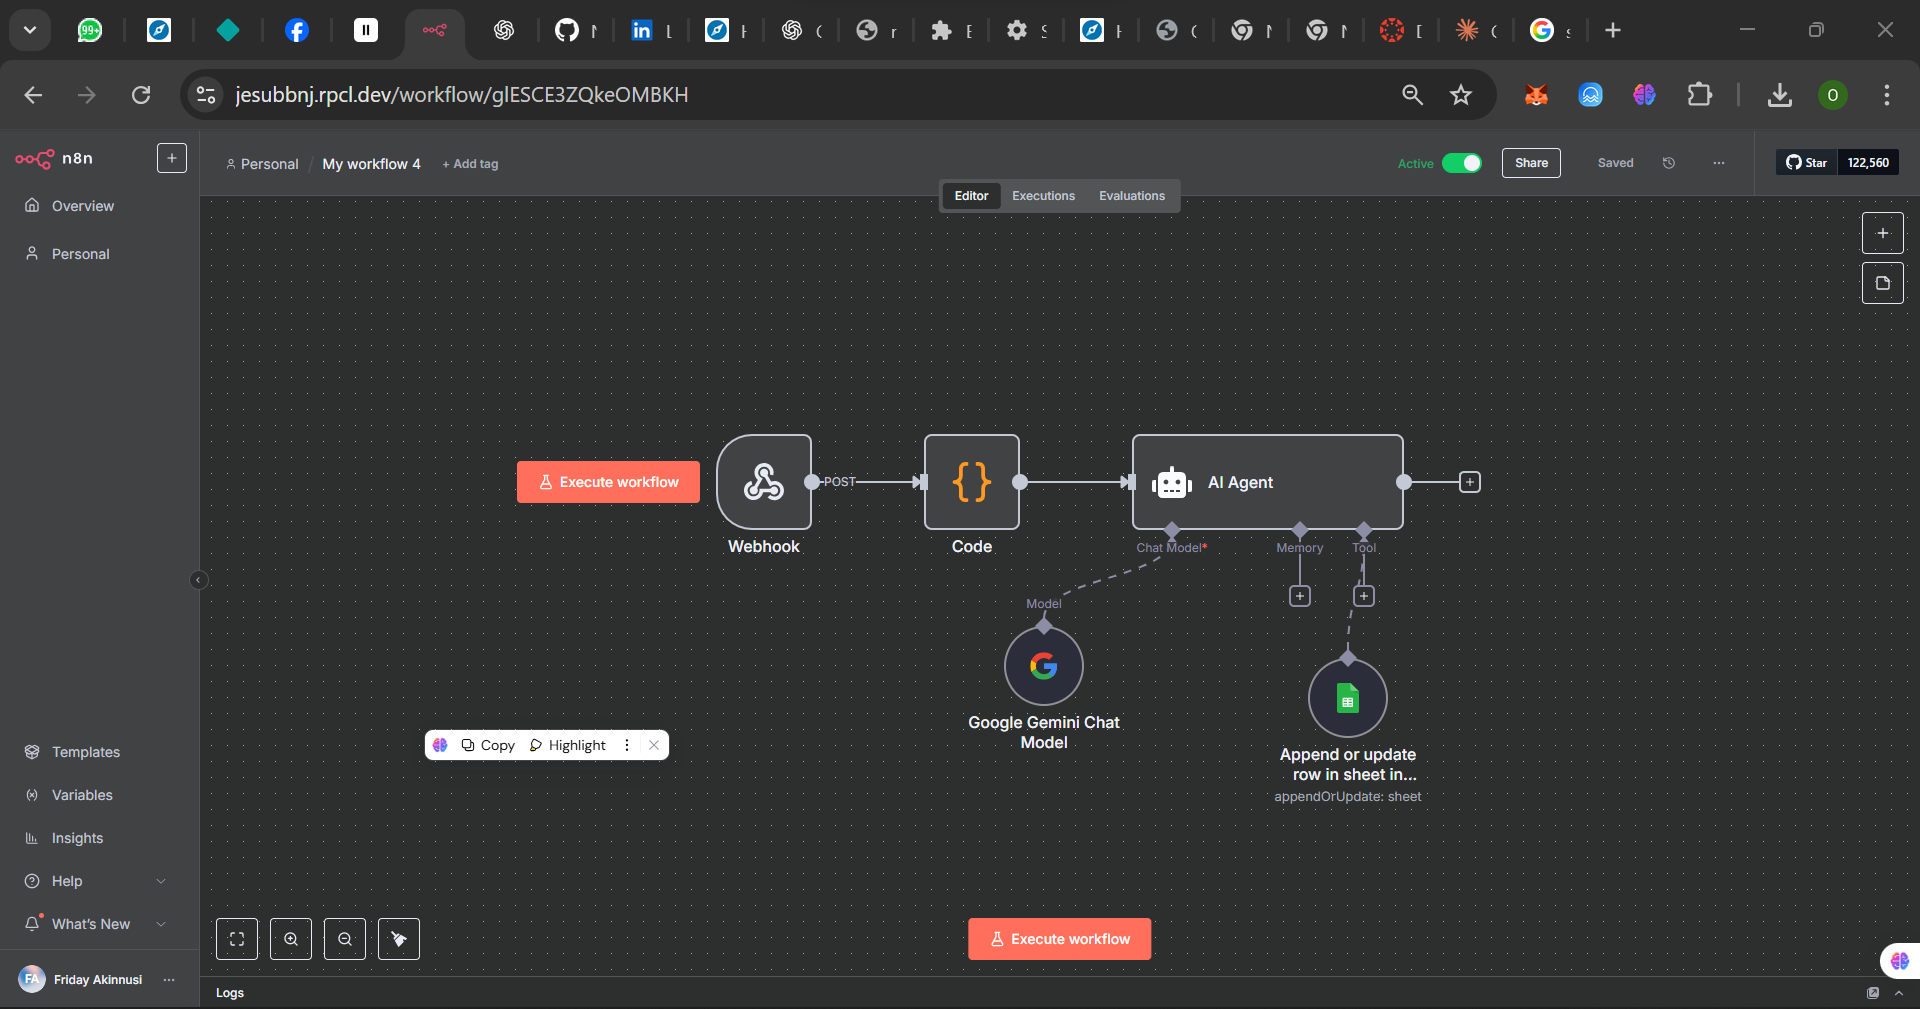 99+
jesubbnj.rpcl.dev/workflow/glESCE3ZQkeOMBKH
O
n8n
Personal / My workflow 4 + Add tag
Active
Share
Saved
Star 122,560
Editor Executions Evaluations
Overview
Personal
Execute workflow
POST
AI Agent
Webhook
Code
Chat Model*
Memory
Tool
Model
Google Gemini Chat
Model
Copy Highlight
Append or update
row in sheet in...
appendOrUpdate: sheet
Templates
Variables
Insights
Help
What's New
Execute workflow
FA Friday Akinnusi
Logs